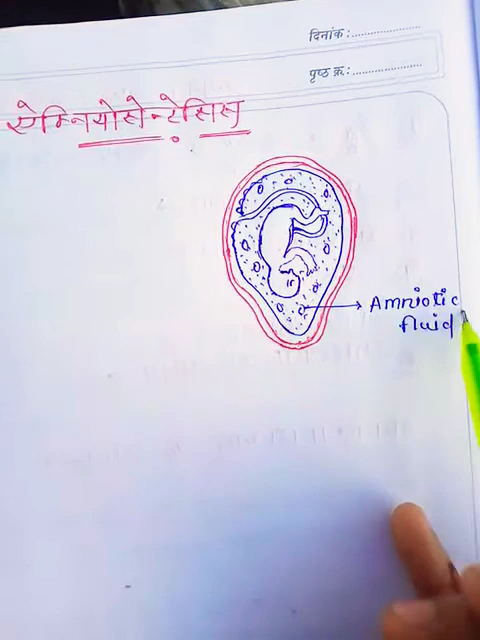 दिनांक :......................
पृष्ठ क्र.:......................
ऐम्नियोसेन्टेसिस
Amniotic
fluid